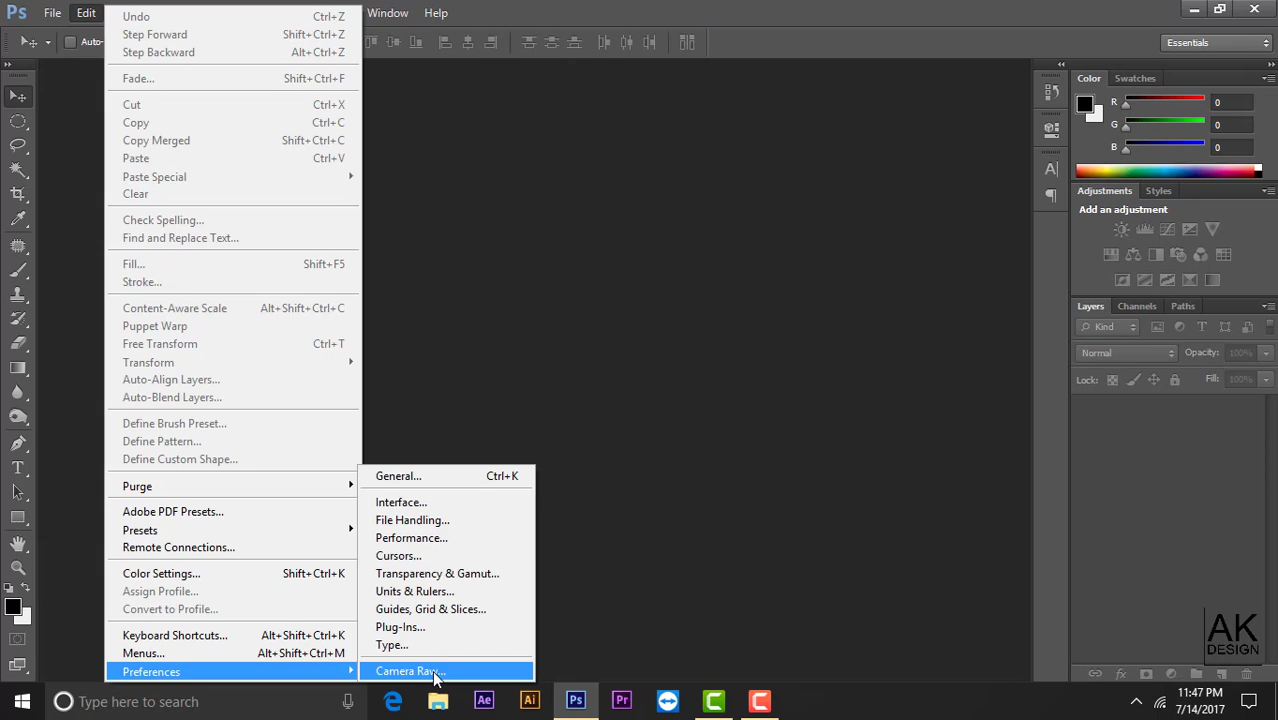 Ps File Edit Window Help
Auto-
Essentials
Undo Ctrl+Z
Step Forward Shift+Ctrl+Z
Step Backward Alt+Ctrl+Z
Fade... Shift+Ctrl+F
Cut Ctrl+X
Copy Ctrl+C
Copy Merged Shift+Ctrl+C
Paste Ctrl+V
Paste Special
Clear
Check Spelling...
Find and Replace Text...
Fill... Shift+F5
Stroke...
Content-Aware Scale Alt+Shift+Ctrl+C
Puppet Warp
Free Transform Ctrl+T
Transform
Auto-Align Layers...
Auto-Blend Layers...
Define Brush Preset...
Define Pattern...
Define Custom Shape...
Purge
Adobe PDF Presets...
Presets
Remote Connections...
Color Settings... Shift+Ctrl+K
Assign Profile...
Convert to Profile...
Keyboard Shortcuts... Alt+Shift+Ctrl+K
Menus... Alt+Shift+Ctrl+M
Preferences
General... Ctrl+K
Interface...
File Handling...
Performance...
Cursors...
Transparency & Gamut...
Units & Rulers...
Guides, Grid & Slices...
Plug-Ins...
Type...
Camera Raw...
Color Swatches
R 0
G 0
B 0
Adjustments Styles
Add an adjustment
Layers Channels Paths
Kind
Normal Opacity: 100%
Lock: Fill: 100%
AK
DESIGN
Type here to search
Ae Ai Ps Pr
11:47 PM
7/14/2017